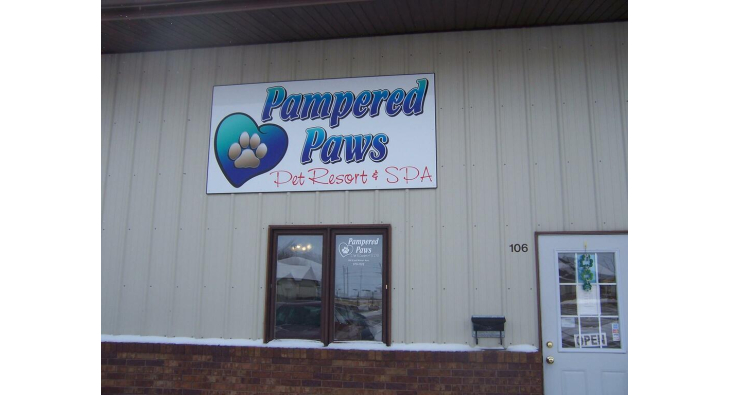 Pampered
Paws
Pet Resort & SPA
Pampered
Paws
106
OPEN